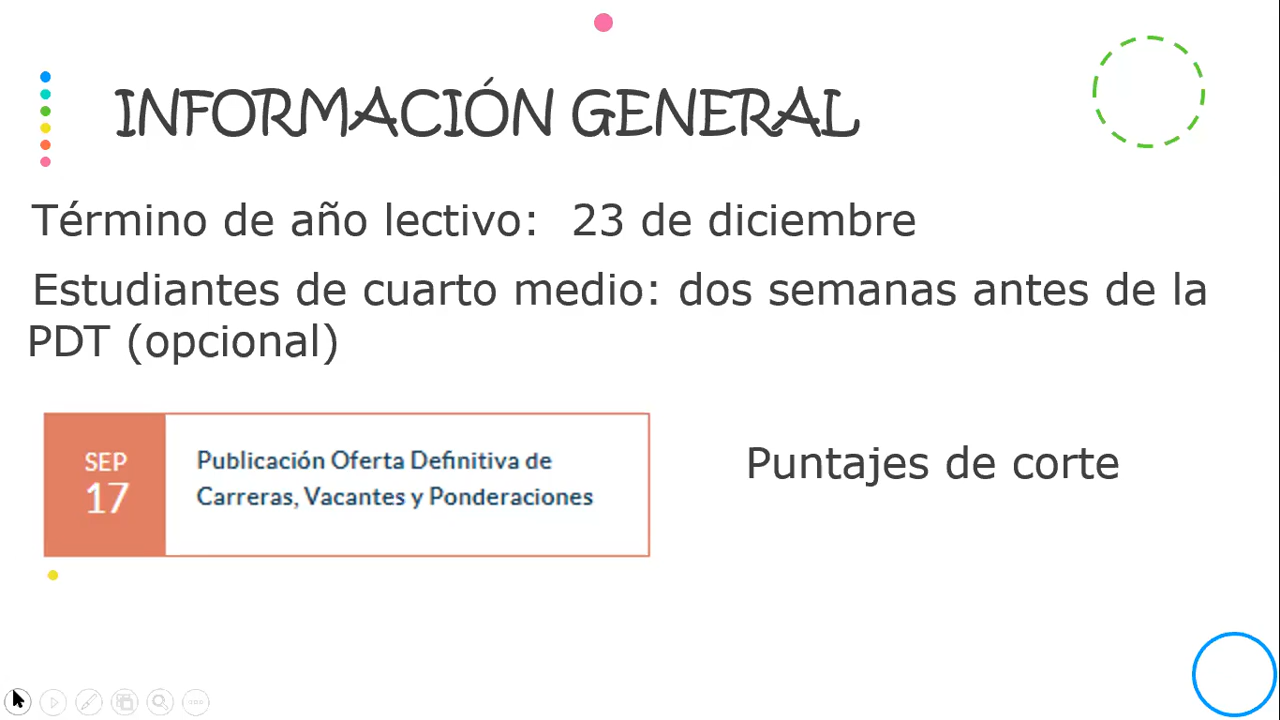 INFORMACIÓN GENERAL
Término de año lectivo: 23 de diciembre
Estudiantes de cuarto medio: dos semanas antes de la
PDT (opcional)
SEP
17
Publicación Oferta Definitiva de
Carreras, Vacantes y Ponderaciones
Puntajes de corte